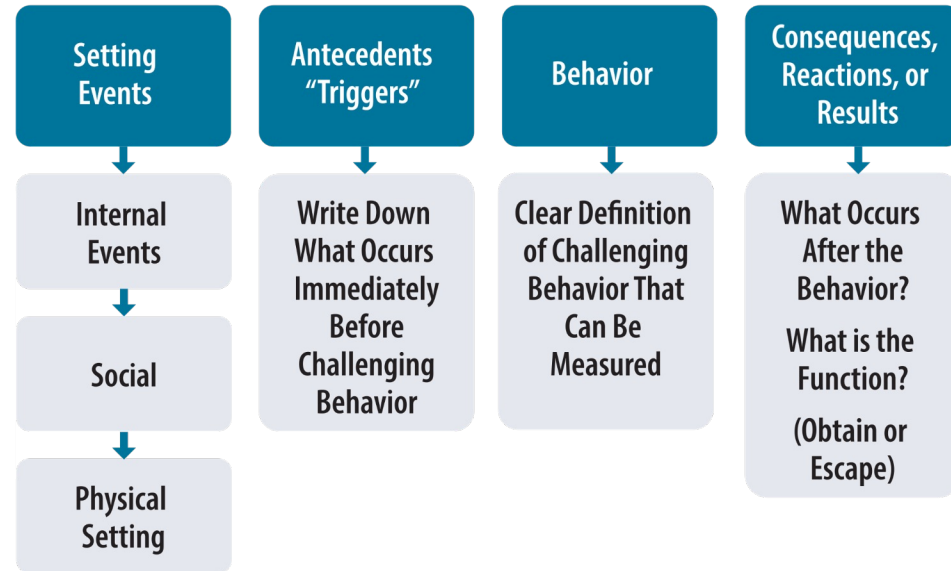 Setting
Events
Internal
Events
Social
Physical
Setting
Antecedents
“Triggers”
Write Down
What Occurs
Immediately
Before
Challenging
Behavior
Behavior
Clear Definition
of Challenging
Behavior That
Can Be
Measured
Consequences,
Reactions, or
Results
What Occurs
After the
Behavior?
What is the
Function?
(Obtain or
Escape)